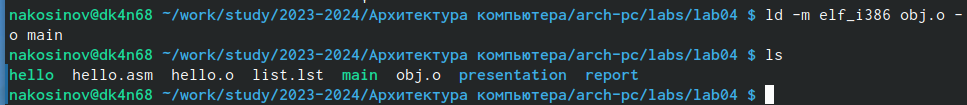 nakosinov@dk4n68 ~/work/study/2023-2024/Архитектура компьютера/arch-pc/labs/lab04 $ ld -m elf_i386 obj.o -
o main
nakosinov@dk4n68 ~/work/study/2023-2024/Архитектура компьютера/arch-pc/labs/lab04 $ ls
hello  hello.asm  hello.o  list.lst  main  obj.o  presentation  report
nakosinov@dk4n68 ~/work/study/2023-2024/Архитектура компьютера/arch-pc/labs/lab04 $